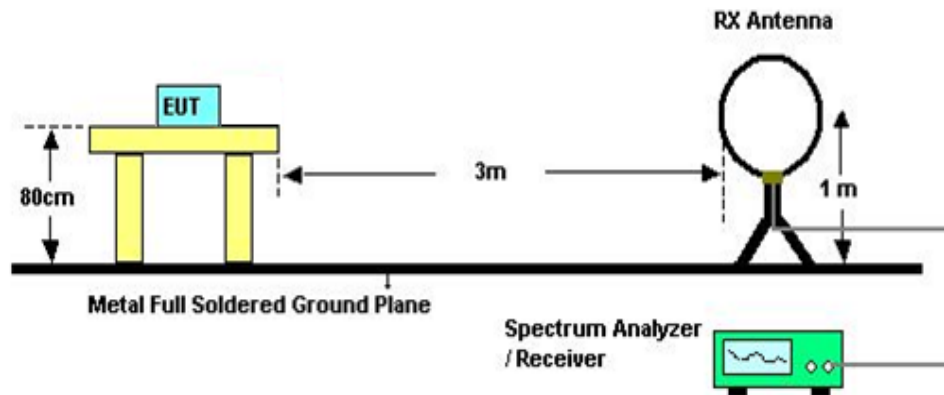 RX Antenna
EUT
80cm
3m
1 m
Metal Full Soldered Ground Plane
Spectrum Analyzer
/ Receiver